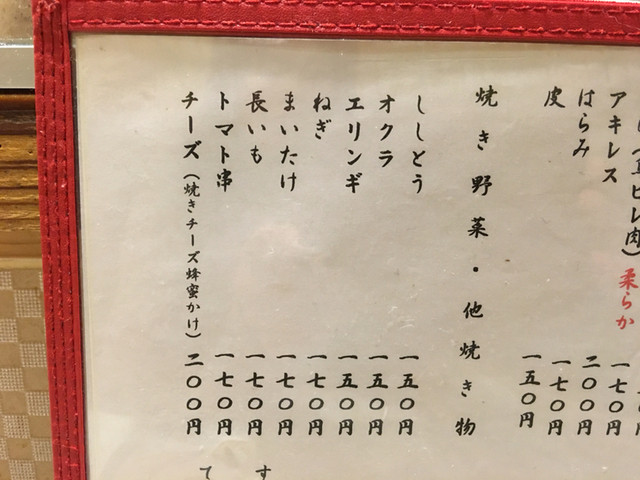 ヒレ肉)柔らか 一七〇円
アキレス 二〇〇円
はらみ 一七〇円
皮 一五〇円
焼き野菜・他焼き物
ししとう 一五〇円
オクラ 一五〇円
エリンギ 一五〇円
ねぎ 一七〇円
まいたけ 一七〇円
長いも 一七〇円
トマト串 一七〇円
チーズ(焼きチーズ蜂蜜かけ) 二〇〇円
す
て